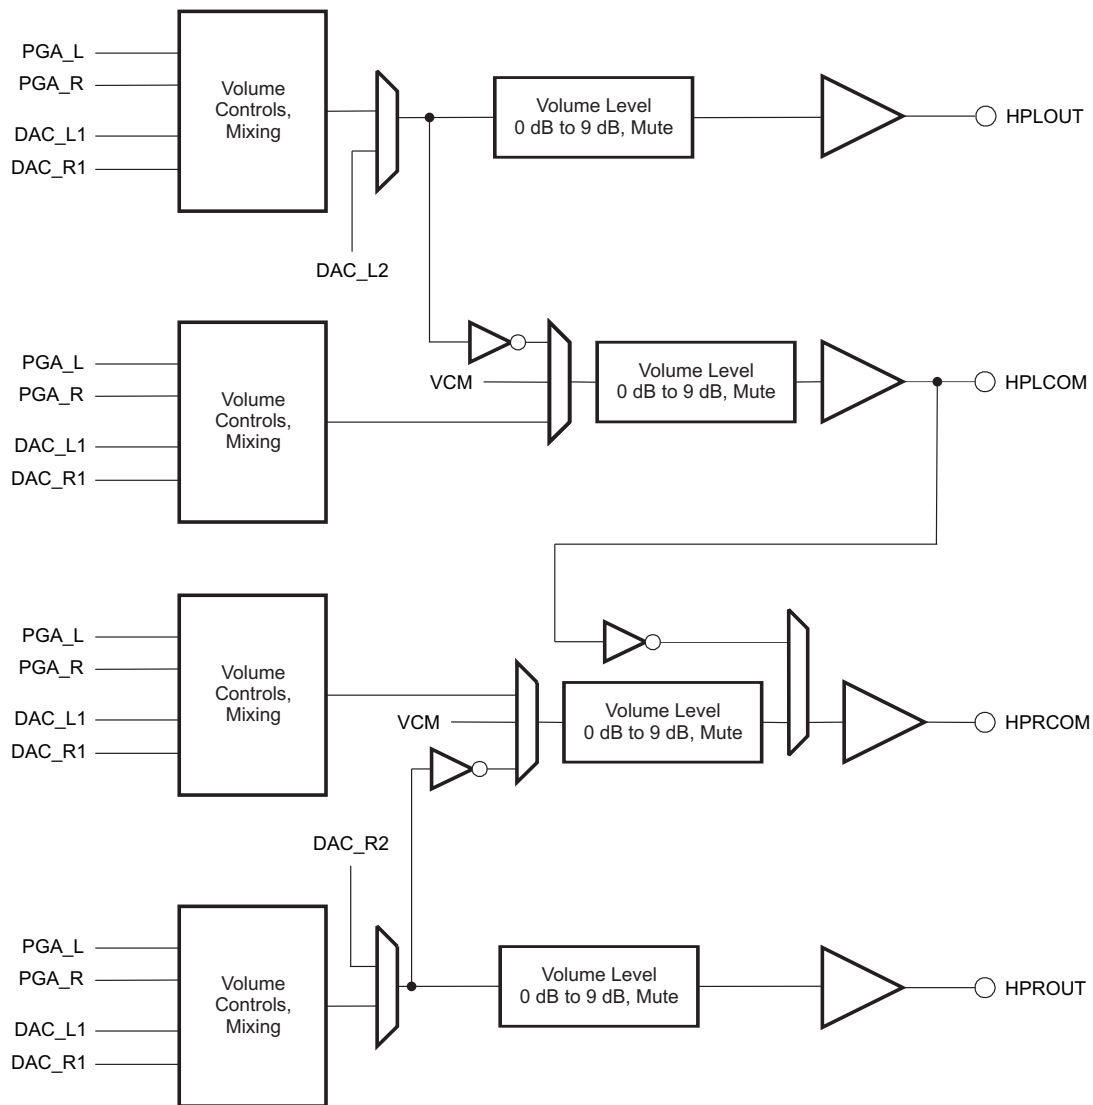 PGA_L
PGA_R
DAC_L1
DAC_R1
Volume
Controls,
Mixing
DAC_L2
Volume Level
0 dB to 9 dB, Mute
HPLOUT
PGA_L
PGA_R
DAC_L1
DAC_R1
Volume
Controls,
Mixing
VCM
Volume Level
0 dB to 9 dB, Mute
HPLCOM
PGA_L
PGA_R
DAC_L1
DAC_R1
Volume
Controls,
Mixing
VCM
Volume Level
0 dB to 9 dB, Mute
HPRCOM
DAC_R2
PGA_L
PGA_R
DAC_L1
DAC_R1
Volume
Controls,
Mixing
Volume Level
0 dB to 9 dB, Mute
HPROUT